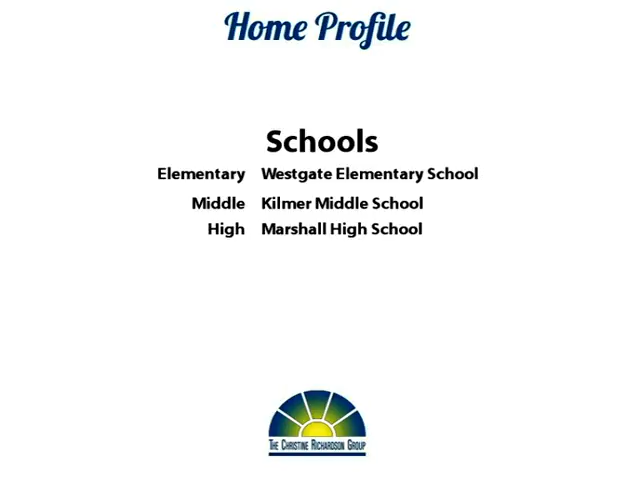 Home Profile
Schools
Elementary Westgate Elementary School
Middle Kilmer Middle School
High Marshall High School
The Christine Richardson Group